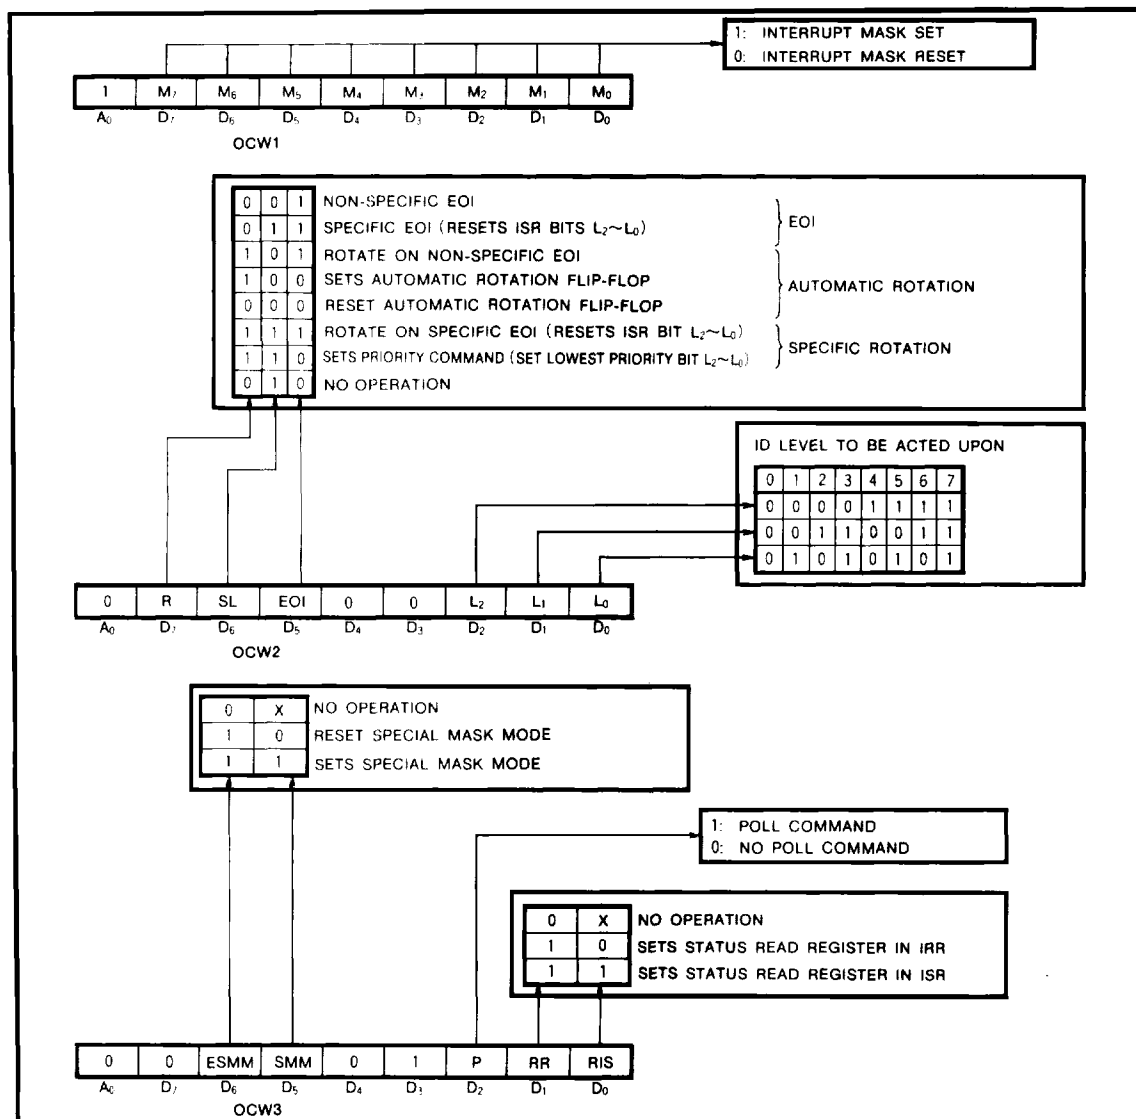 1: INTERRUPT MASK SET
0: INTERRUPT MASK RESET
1 M₇ M₆ M₅ M₄ M₃ M₂ M₁ M₀
A₀ D₇ D₆ D₅ D₄ D₃ D₂ D₁ D₀
OCW1
0 0 1 NON-SPECIFIC EOI
0 1 1 SPECIFIC EOI (RESETS ISR BITS L₂~L₀)
EOI
1 0 1 ROTATE ON NON-SPECIFIC EOI
1 0 0 SETS AUTOMATIC ROTATION FLIP-FLOP
0 0 0 RESET AUTOMATIC ROTATION FLIP-FLOP
AUTOMATIC ROTATION
1 1 1 ROTATE ON SPECIFIC EOI (RESETS ISR BIT L₂~L₀)
1 1 0 SETS PRIORITY COMMAND (SET LOWEST PRIORITY BIT L₂~L₀)
SPECIFIC ROTATION
0 1 0 NO OPERATION
ID LEVEL TO BE ACTED UPON
0 1 2 3 4 5 6 7
0 0 0 0 1 1 1 1
0 0 1 1 0 0 1 1
0 1 0 1 0 1 0 1
0 R SL EOI 0 0 L₂ L₁ L₀
A₀ D₇ D₆ D₅ D₄ D₃ D₂ D₁ D₀
OCW2
0 X NO OPERATION
1 0 RESET SPECIAL MASK MODE
1 1 SETS SPECIAL MASK MODE
1: POLL COMMAND
0: NO POLL COMMAND
0 X NO OPERATION
1 0 SETS STATUS READ REGISTER IN IRR
1 1 SETS STATUS READ REGISTER IN ISR
0 0 ESMM SMM 0 1 P RR RIS
A₀ D₇ D₆ D₅ D₄ D₃ D₂ D₁ D₀
OCW3